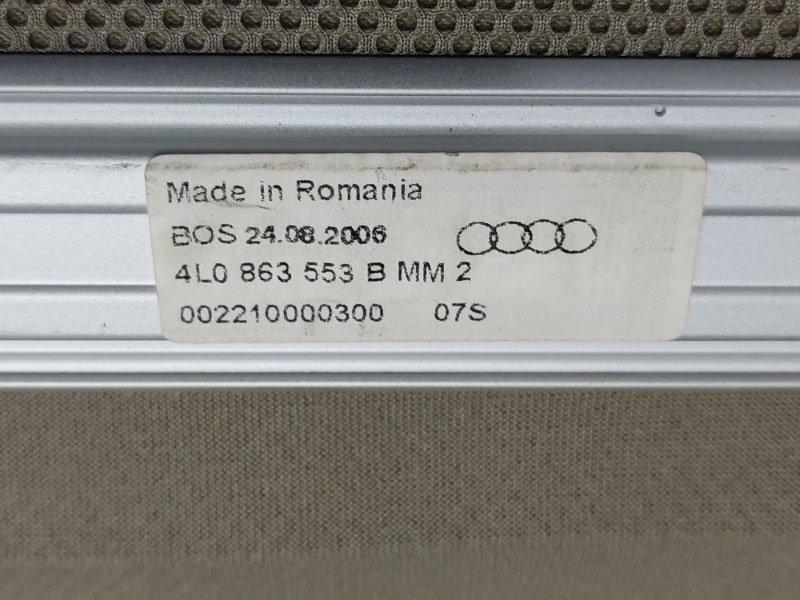 Made in Romania
BOS 24.08.2006
4L0 863 553 B MM 2
002210000300 07S